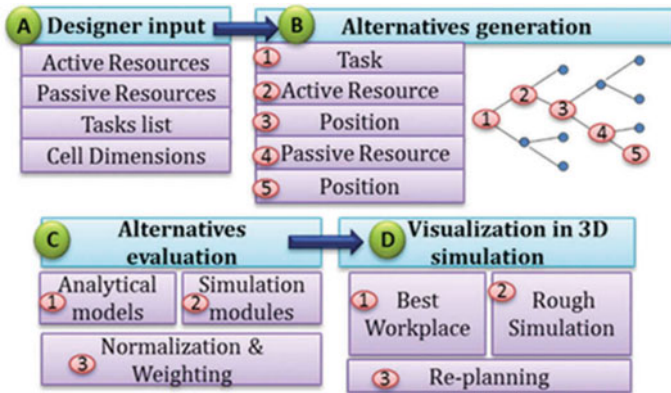 A Designer input
Active Resources
Passive Resources
Tasks list
Cell Dimensions
B Alternatives generation
1 Task
2 Active Resource
3 Position
4 Passive Resource
5 Position
1
2
3
4
5
C Alternatives
evaluation
1 Analytical
models
2 Simulation
modules
3 Normalization &
Weighting
D Visualization in 3D
simulation
1 Best
Workplace
2 Rough
Simulation
3 Re-planning